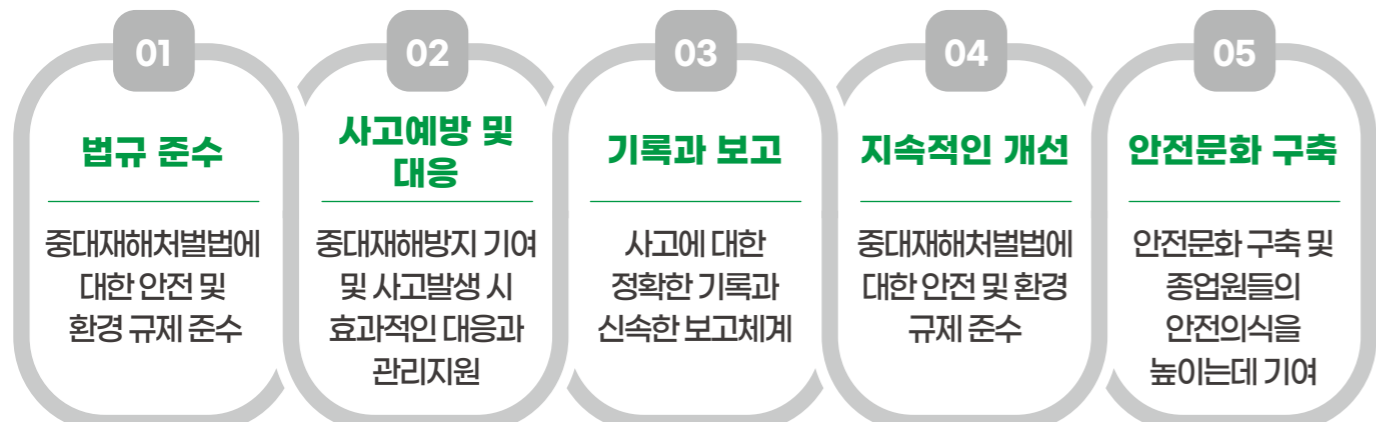 01
법규 준수
중대재해처벌법에
대한 안전 및
환경 규제 준수
02
사고예방 및
대응
중대재해방지 기여
및 사고발생 시
효과적인 대응과
관리지원
03
기록과 보고
사고에 대한
정확한 기록과
신속한 보고체계
04
지속적인 개선
중대재해처벌법에
대한 안전 및 환경
규제 준수
05
안전문화 구축
안전문화 구축 및
종업원들의
안전의식을
높이는데 기여